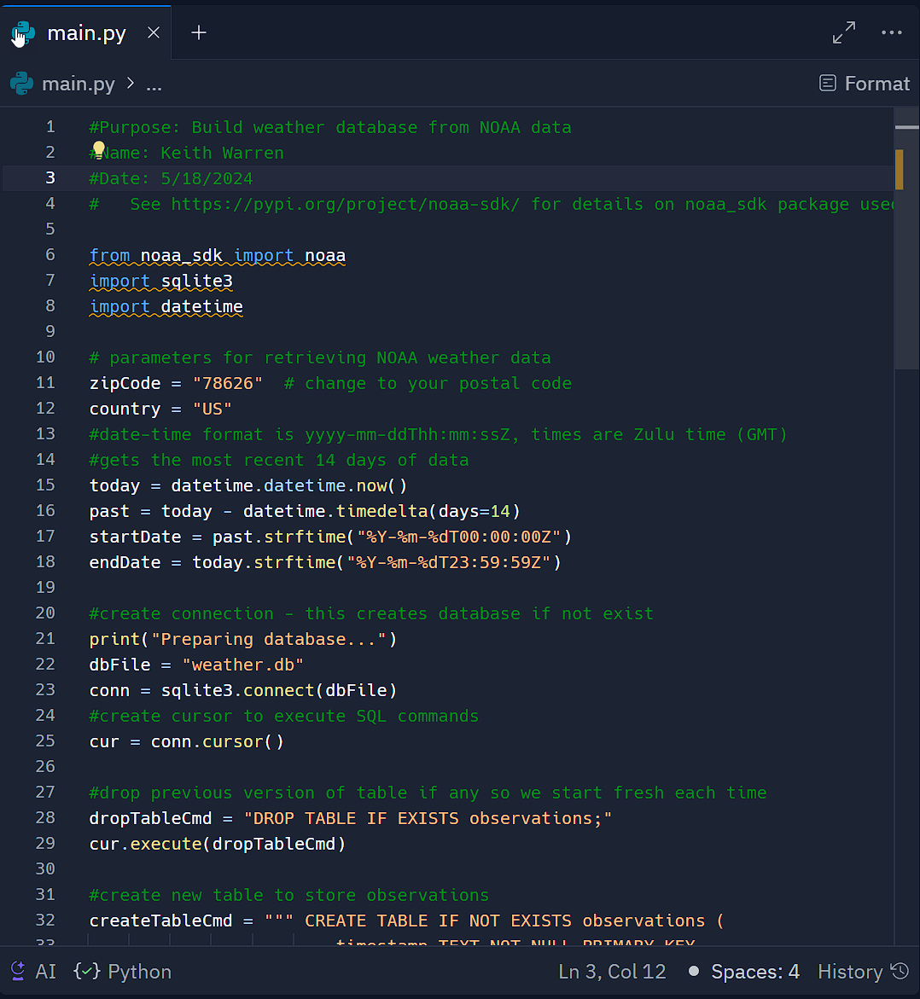 main.py
main.py > ...
Format
1 #Purpose: Build weather database from NOAA data
2 #Name: Keith Warren
3 #Date: 5/18/2024
4 #   See https://pypi.org/project/noaa-sdk/ for details on noaa_sdk package used
5
6 from noaa_sdk import noaa
7 import sqlite3
8 import datetime
9
10 # parameters for retrieving NOAA weather data
11 zipCode = "78626"  # change to your postal code
12 country = "US"
13 #date-time format is yyyy-mm-ddThh:mm:ssZ, times are Zulu time (GMT)
14 #gets the most recent 14 days of data
15 today = datetime.datetime.now()
16 past = today - datetime.timedelta(days=14)
17 startDate = past.strftime("%Y-%m-%dT00:00:00Z")
18 endDate = today.strftime("%Y-%m-%dT23:59:59Z")
19
20 #create connection - this creates database if not exist
21 print("Preparing database...")
22 dbFile = "weather.db"
23 conn = sqlite3.connect(dbFile)
24 #create cursor to execute SQL commands
25 cur = conn.cursor()
26
27 #drop previous version of table if any so we start fresh each time
28 dropTableCmd = "DROP TABLE IF EXISTS observations;"
29 cur.execute(dropTableCmd)
30
31 #create new table to store observations
32 createTableCmd = """ CREATE TABLE IF NOT EXISTS observations (
33                         timestamp TEXT NOT NULL PRIMARY KEY
AI {✓} Python
Ln 3, Col 12 • Spaces: 4 History